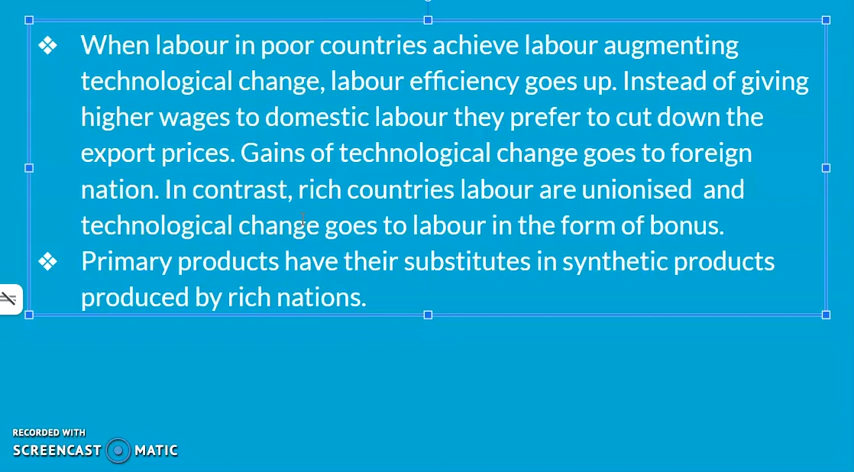 ❖ When labour in poor countries achieve labour augmenting
technological change, labour efficiency goes up. Instead of giving
higher wages to domestic labour they prefer to cut down the
export prices. Gains of technological change goes to foreign
nation. In contrast, rich countries labour are unionised and
technological change goes to labour in the form of bonus.
❖ Primary products have their substitutes in synthetic products
produced by rich nations.
RECORDED WITH
SCREENCAST MATIC